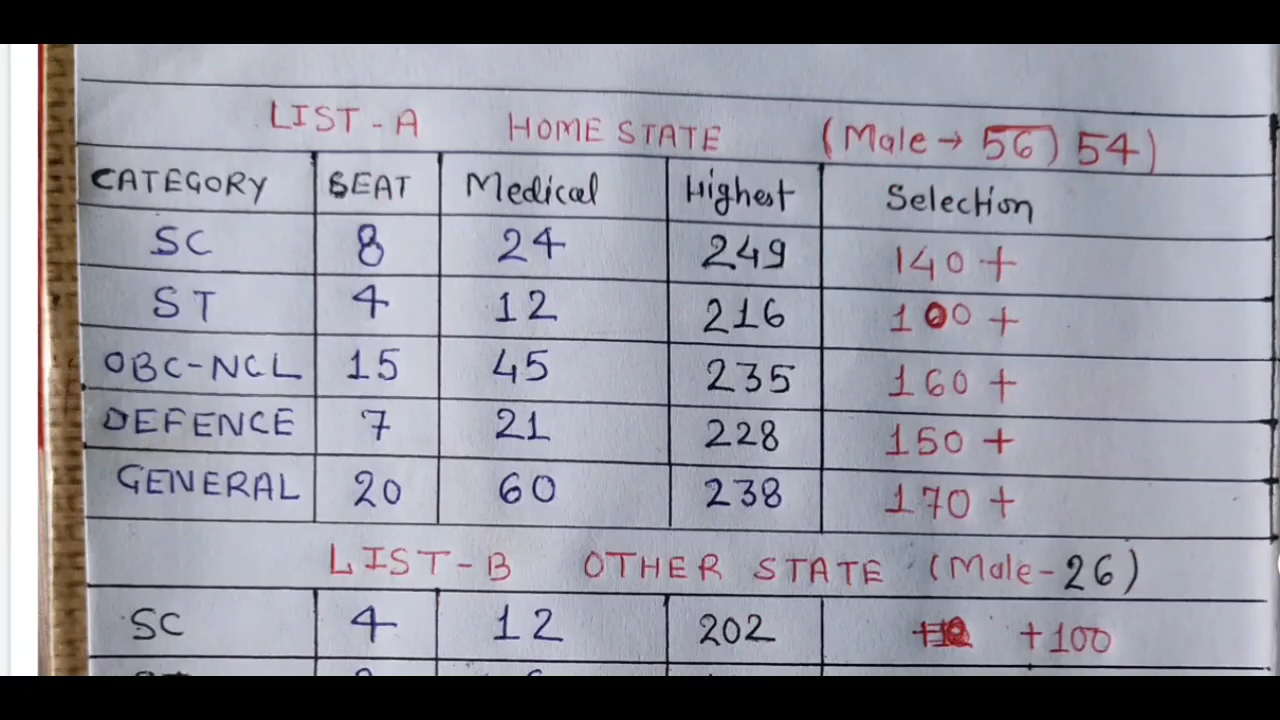 LIST-A HOME STATE (Male → 56) 54)
CATEGORY SEAT Medical Highest Selection
SC 8 24 249 140 +
ST 4 12 216 100 +
OBC-NCL 15 45 235 160 +
DEFENCE 7 21 228 150 +
GENERAL 20 60 238 170 +
LIST-B OTHER STATE (Male-26)
SC 4 12 202 +100